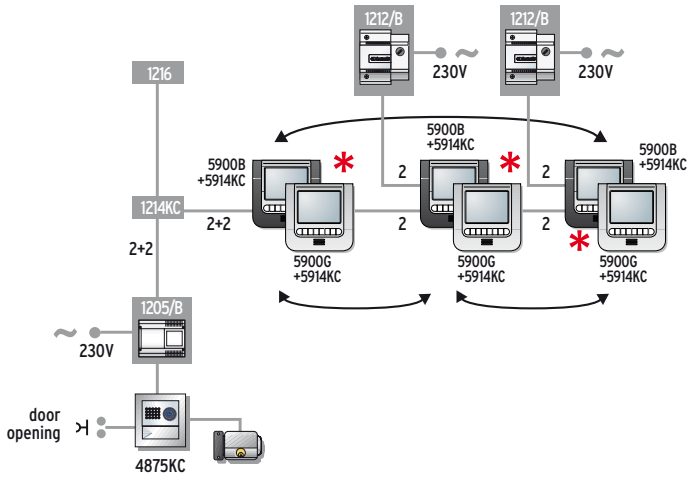 1212/B
1212/B
230V
230V
1216
5900B
+5914KC
5900B
+5914KC
*
5900B
+5914KC
*
2
2
1214KC
2+2
2
2
*
2+2
5900G
+5914KC
5900G
+5914KC
5900G
+5914KC
1205/B
230V
door
opening
4875KC